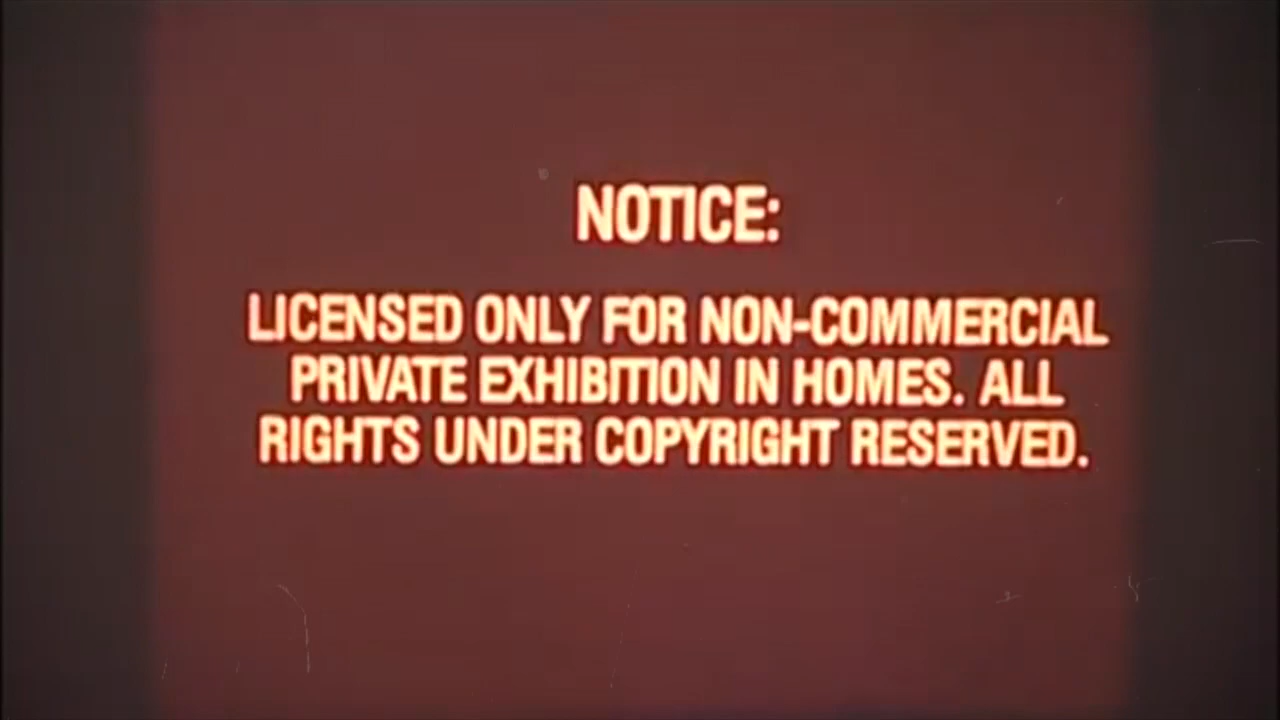 NOTICE:
LICENSED ONLY FOR NON-COMMERCIAL
PRIVATE EXHIBITION IN HOMES. ALL
RIGHTS UNDER COPYRIGHT RESERVED.